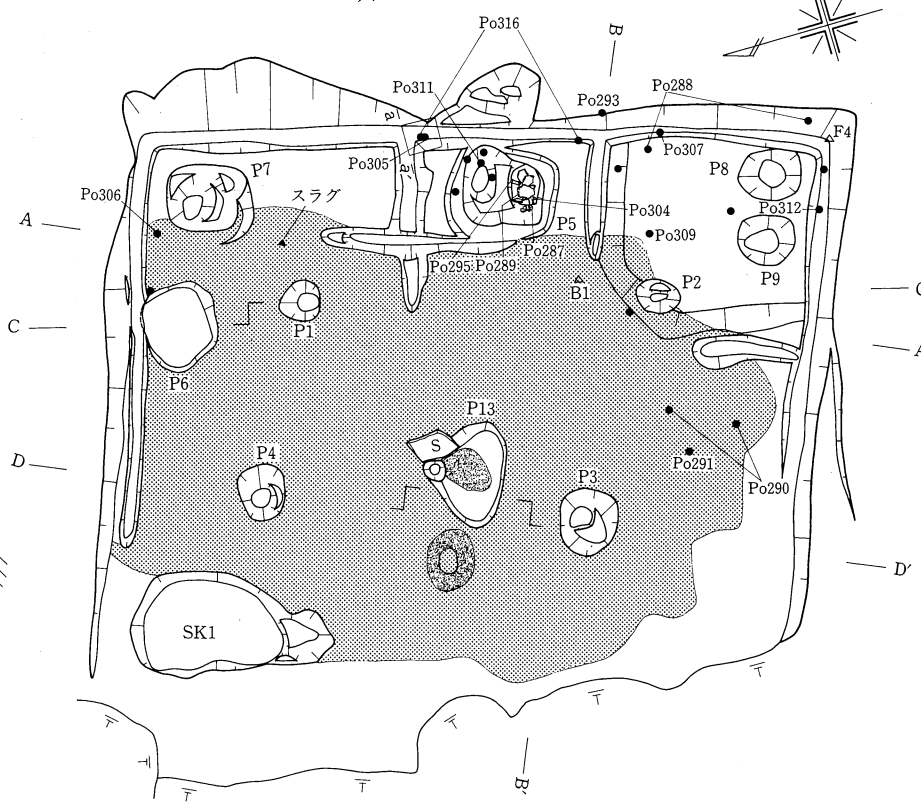 Po316
B
Po311
Po293
Po288
a
F4
Po305
Po307
P7
a'
P8
Po306
スラグ
Po312
A
Po304
P5
Po309
P9
Po287
Po295
Po289
P2
B1
C
P1
P6
A
P13
S
P4
D
Po291
P3
Po290
D'
SK1
B'